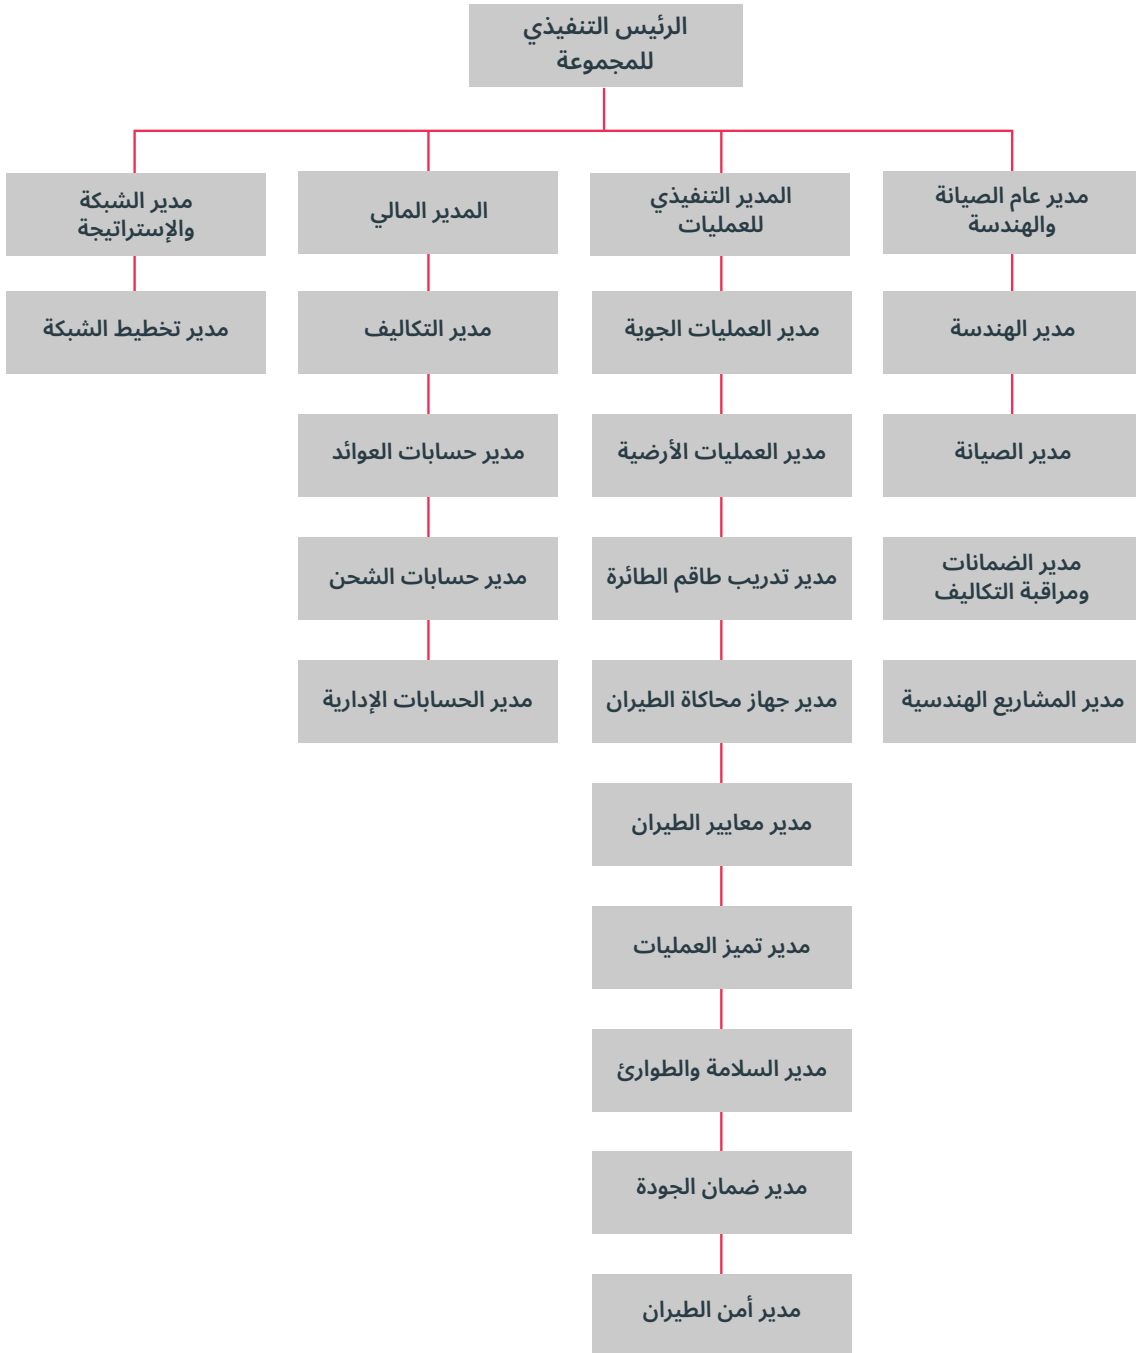 الرئيس التنفيذي
للمجموعة
مدير عام الصيانة
والهندسة
المدير التنفيذي
للعمليات
المدير المالي
مدير الشبكة
والإستراتيجة
مدير الهندسة
مدير العمليات الجوية
مدير التكاليف
مدير تخطيط الشبكة
مدير الصيانة
مدير العمليات الأرضية
مدير حسابات العوائد
مدير الضمانات
ومراقبة التكاليف
مدير تدريب طاقم الطائرة
مدير حسابات الشحن
مدير المشاريع الهندسية
مدير جهاز محاكاة الطيران
مدير الحسابات الإدارية
مدير معايير الطيران
مدير تميز العمليات
مدير السلامة والطوارئ
مدير ضمان الجودة
مدير أمن الطيران